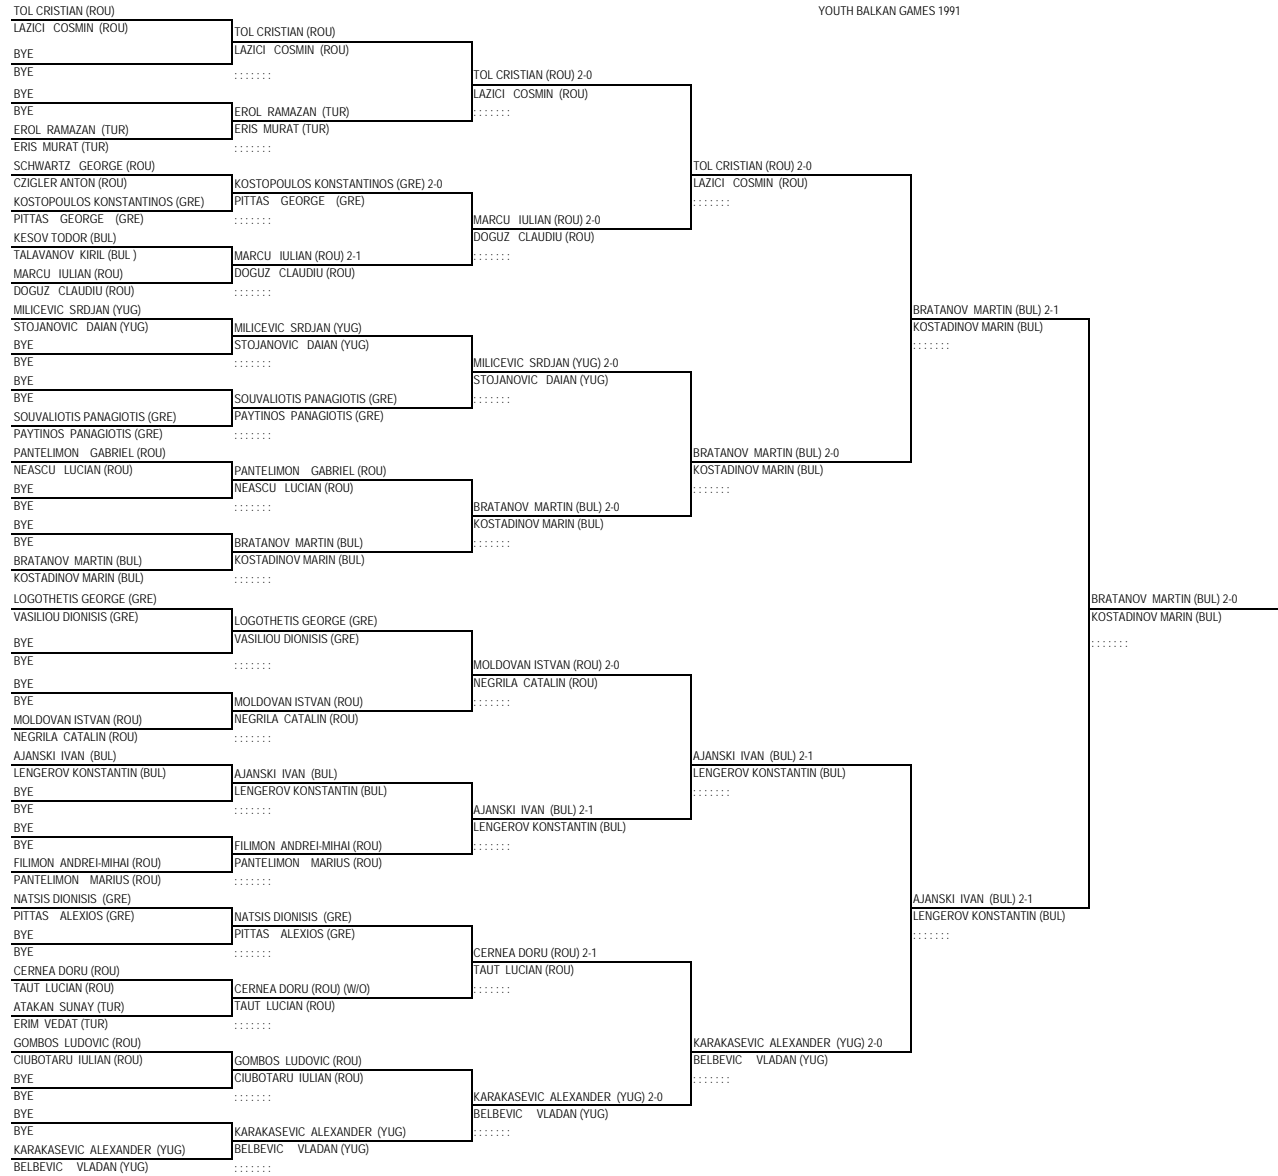 YOUTH BALKAN GAMES 1991
TOL CRISTIAN (ROU)
LAZICI COSMIN (ROU)
BYE
BYE
BYE
BYE
EROL RAMAZAN (TUR)
ERIS MURAT (TUR)
SCHWARTZ GEORGE (ROU)
CZIGLER ANTON (ROU)
KOSTOPOULOS KONSTANTINOS (GRE)
PITTAS GEORGE (GRE)
KESOV TODOR (BUL)
TALAVANOV KIRIL (BUL )
MARCU IULIAN (ROU)
DOGUZ CLAUDIU (ROU)
MILICEVIC SRDJAN (YUG)
STOJANOVIC DAIAN (YUG)
BYE
BYE
BYE
BYE
SOUVALIOTIS PANAGIOTIS (GRE)
PAYTINOS PANAGIOTIS (GRE)
PANTELIMON GABRIEL (ROU)
NEASCU LUCIAN (ROU)
BYE
BYE
BYE
BYE
BRATANOV MARTIN (BUL)
KOSTADINOV MARIN (BUL)
LOGOTHETIS GEORGE (GRE)
VASILIOU DIONISIS (GRE)
BYE
BYE
BYE
BYE
MOLDOVAN ISTVAN (ROU)
NEGRILA CATALIN (ROU)
AJANSKI IVAN (BUL)
LENGEROV KONSTANTIN (BUL)
BYE
BYE
BYE
BYE
FILIMON ANDREI-MIHAI (ROU)
PANTELIMON MARIUS (ROU)
NATSIS DIONISIS (GRE)
PITTAS ALEXIOS (GRE)
BYE
BYE
CERNEA DORU (ROU)
TAUT LUCIAN (ROU)
ATAKAN SUNAY (TUR)
ERIM VEDAT (TUR)
GOMBOS LUDOVIC (ROU)
CIUBOTARU IULIAN (ROU)
BYE
BYE
BYE
BYE
KARAKASEVIC ALEXANDER (YUG)
BELBEVIC VLADAN (YUG)
TOL CRISTIAN (ROU)
LAZICI COSMIN (ROU)
: : : : : : :
EROL RAMAZAN (TUR)
ERIS MURAT (TUR)
: : : : : : :
KOSTOPOULOS KONSTANTINOS (GRE) 2-0
PITTAS GEORGE (GRE)
: : : : : : :
MARCU IULIAN (ROU) 2-1
DOGUZ CLAUDIU (ROU)
: : : : : : :
MILICEVIC SRDJAN (YUG)
STOJANOVIC DAIAN (YUG)
: : : : : : :
SOUVALIOTIS PANAGIOTIS (GRE)
PAYTINOS PANAGIOTIS (GRE)
: : : : : : :
PANTELIMON GABRIEL (ROU)
NEASCU LUCIAN (ROU)
: : : : : : :
BRATANOV MARTIN (BUL)
KOSTADINOV MARIN (BUL)
: : : : : : :
LOGOTHETIS GEORGE (GRE)
VASILIOU DIONISIS (GRE)
: : : : : : :
MOLDOVAN ISTVAN (ROU)
NEGRILA CATALIN (ROU)
: : : : : : :
AJANSKI IVAN (BUL)
LENGEROV KONSTANTIN (BUL)
: : : : : : :
FILIMON ANDREI-MIHAI (ROU)
PANTELIMON MARIUS (ROU)
: : : : : : :
NATSIS DIONISIS (GRE)
PITTAS ALEXIOS (GRE)
: : : : : : :
CERNEA DORU (ROU) (W/O)
TAUT LUCIAN (ROU)
: : : : : : :
GOMBOS LUDOVIC (ROU)
CIUBOTARU IULIAN (ROU)
: : : : : : :
KARAKASEVIC ALEXANDER (YUG)
BELBEVIC VLADAN (YUG)
: : : : : : :
TOL CRISTIAN (ROU) 2-0
LAZICI COSMIN (ROU)
: : : : : : :
MARCU IULIAN (ROU) 2-0
DOGUZ CLAUDIU (ROU)
: : : : : : :
MILICEVIC SRDJAN (YUG) 2-0
STOJANOVIC DAIAN (YUG)
: : : : : : :
BRATANOV MARTIN (BUL) 2-0
KOSTADINOV MARIN (BUL)
: : : : : : :
MOLDOVAN ISTVAN (ROU) 2-0
NEGRILA CATALIN (ROU)
: : : : : : :
AJANSKI IVAN (BUL) 2-1
LENGEROV KONSTANTIN (BUL)
: : : : : : :
CERNEA DORU (ROU) 2-1
TAUT LUCIAN (ROU)
: : : : : : :
KARAKASEVIC ALEXANDER (YUG) 2-0
BELBEVIC VLADAN (YUG)
: : : : : : :
TOL CRISTIAN (ROU) 2-0
LAZICI COSMIN (ROU)
: : : : : : :
BRATANOV MARTIN (BUL) 2-0
KOSTADINOV MARIN (BUL)
: : : : : : :
AJANSKI IVAN (BUL) 2-1
LENGEROV KONSTANTIN (BUL)
: : : : : : :
KARAKASEVIC ALEXANDER (YUG) 2-0
BELBEVIC VLADAN (YUG)
: : : : : : :
BRATANOV MARTIN (BUL) 2-1
KOSTADINOV MARIN (BUL)
: : : : : : :
AJANSKI IVAN (BUL) 2-1
LENGEROV KONSTANTIN (BUL)
: : : : : : :
BRATANOV MARTIN (BUL) 2-0
KOSTADINOV MARIN (BUL)
: : : : : : :